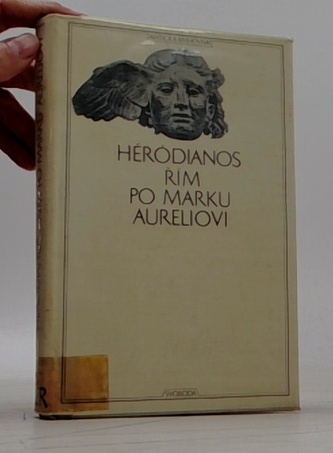 HÉRÓDIANOS
ŘÍM
PO MARKU
AURELIOVI
SVOBODA
R